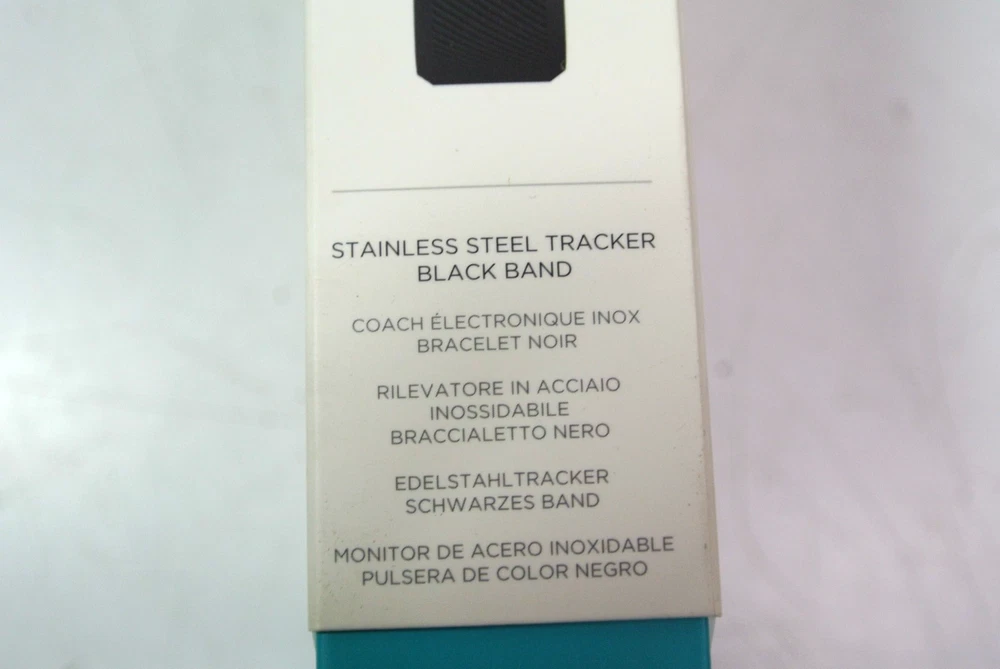 STAINLESS STEEL TRACKER
BLACK BAND
COACH ÉLECTRONIQUE INOX
BRACELET NOIR
RILEVATORE IN ACCIAIO
INOSSIDABILE
BRACCIALETTO NERO
EDELSTAHLTRACKER
SCHWARZES BAND
MONITOR DE ACERO INOXIDABLE
PULSERA DE COLOR NEGRO